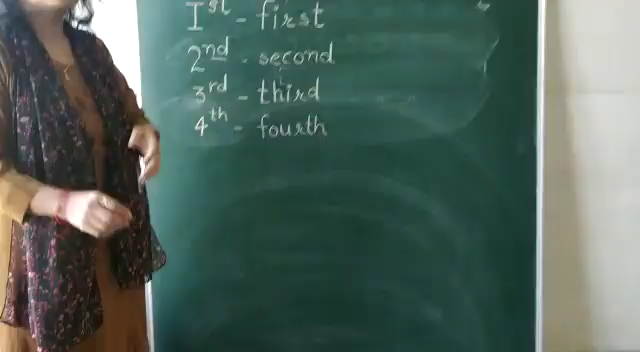 1st - first
2nd - second
3rd - third
4th - fourth